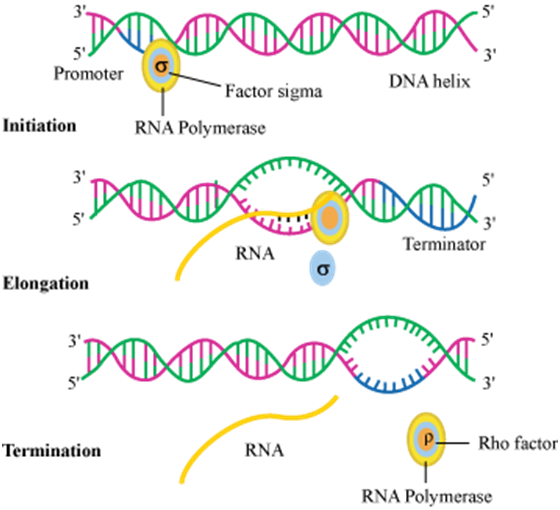 3' 5'
5' 3'
Promoter
σ
Factor sigma
DNA helix
Initiation
RNA Polymerase
3' 5'
5' 3'
RNA
Terminator
σ
Elongation
3' 5'
5' 3'
Termination
RNA
ρ
Rho factor
RNA Polymerase